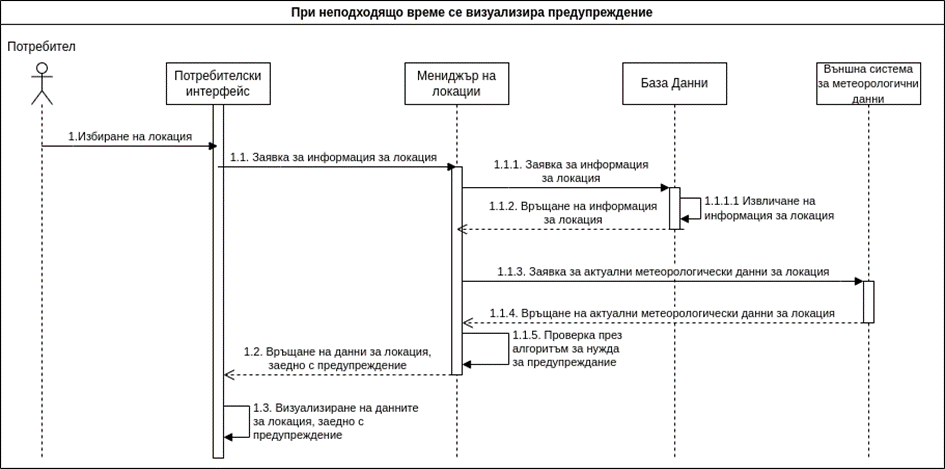 При неподходящо време се визуализира предупреждение
Потребител
Потребителски
интерфейс
Мениджър на
локации
База Данни
Външна система
за метеорологични
данни
1.Избиране на локация
1.1. Заявка за информация за локация
1.1.1. Заявка за информация
за локация
1.1.1.1 Извличане на
информация за локация
1.1.2. Връщане на информация
за локация
1.1.3. Заявка за актуални метеорологически данни за локация
1.1.4. Връщане на актуални метеорологически данни за локация
1.1.5. Проверка през
алгоритъм за нужда
за предупреждание
1.2. Връщане на данни за локация,
заедно с предупреждение
1.3. Визуализиране на данните
за локация, заедно с
предупреждение